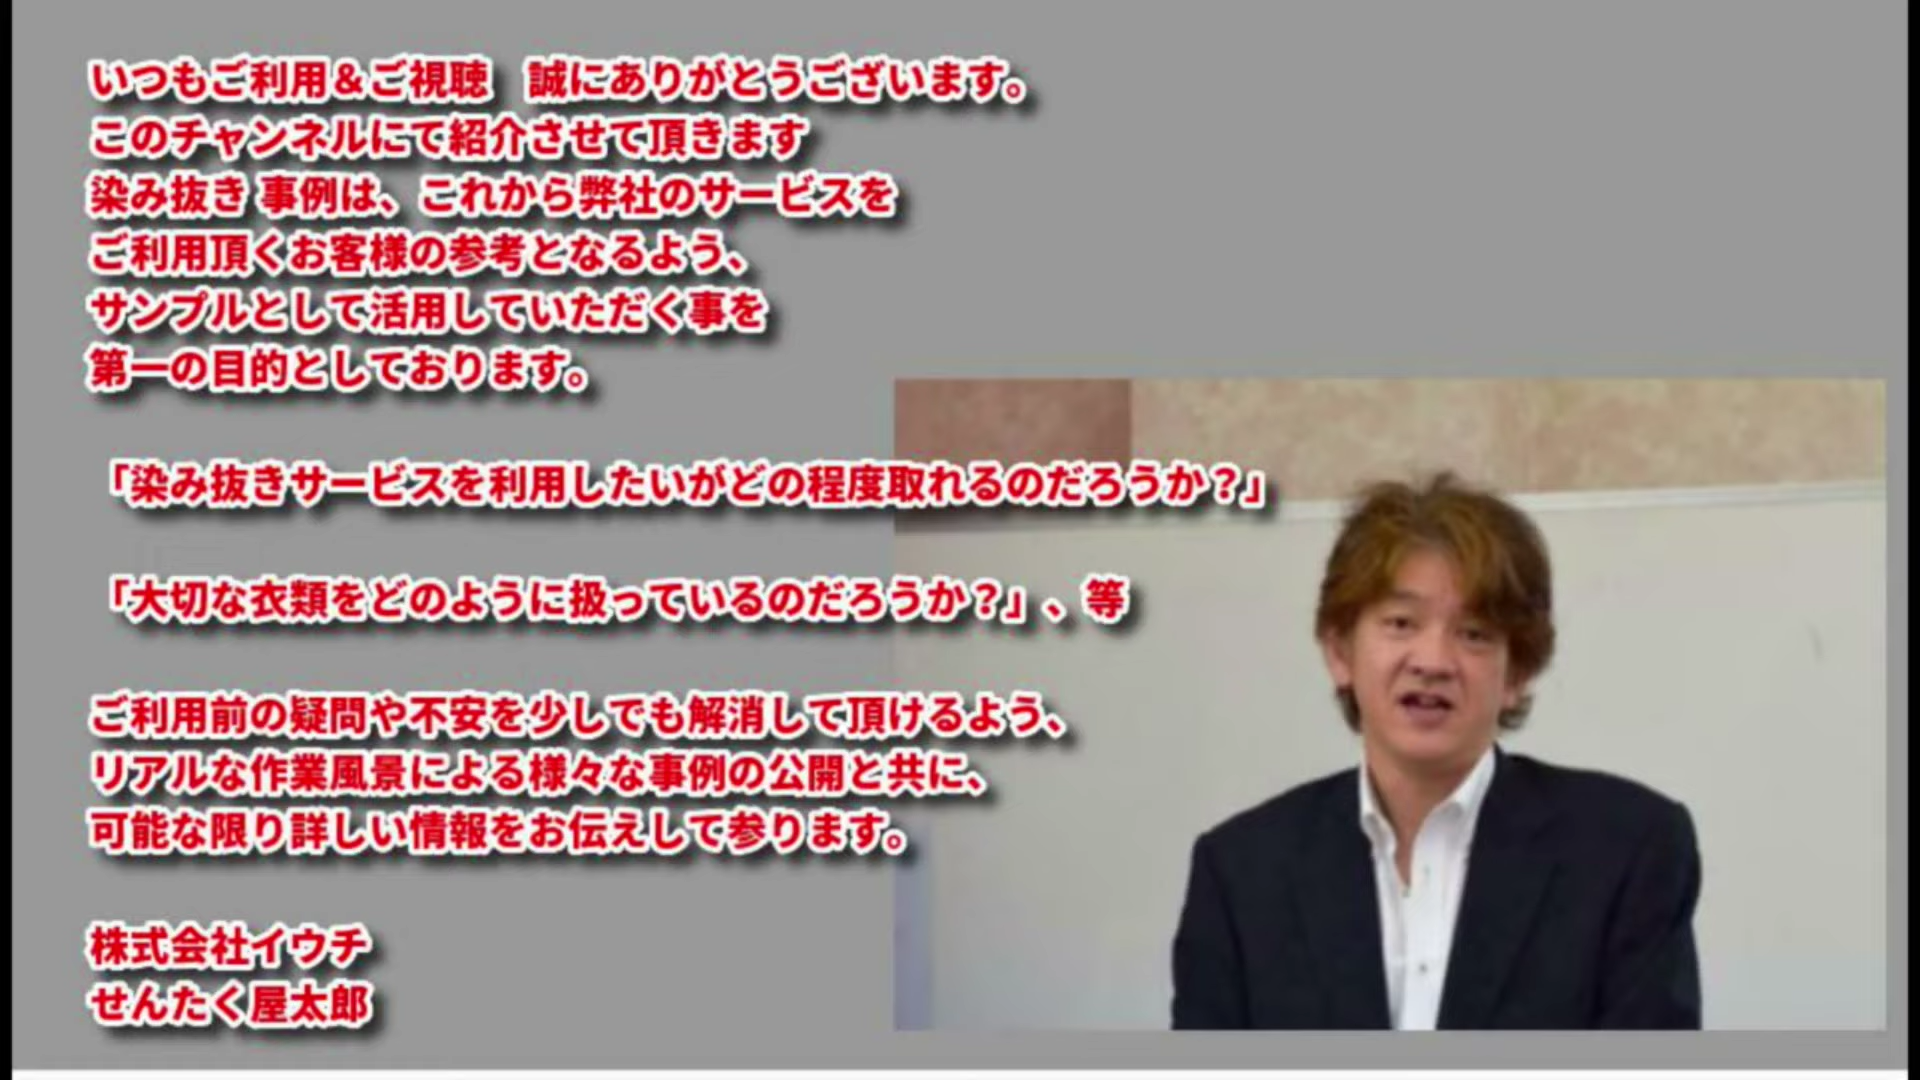 いつもご利用＆ご視聴　誠にありがとうございます。
このチャンネルにて紹介させて頂きます
染み抜き 事例は、これから弊社のサービスを
ご利用頂くお客様の参考となるよう、
サンプルとして活用していただく事を
第一の目的としております。
「染み抜きサービスを利用したいがどの程度取れるのだろうか？」
「大切な衣類をどのように扱っているのだろうか？」、等
ご利用前の疑問や不安を少しでも解消して頂けるよう、
リアルな作業風景による様々な事例の公開と共に、
可能な限り詳しい情報をお伝えして参ります。
株式会社イウチ
せんたく屋太郎